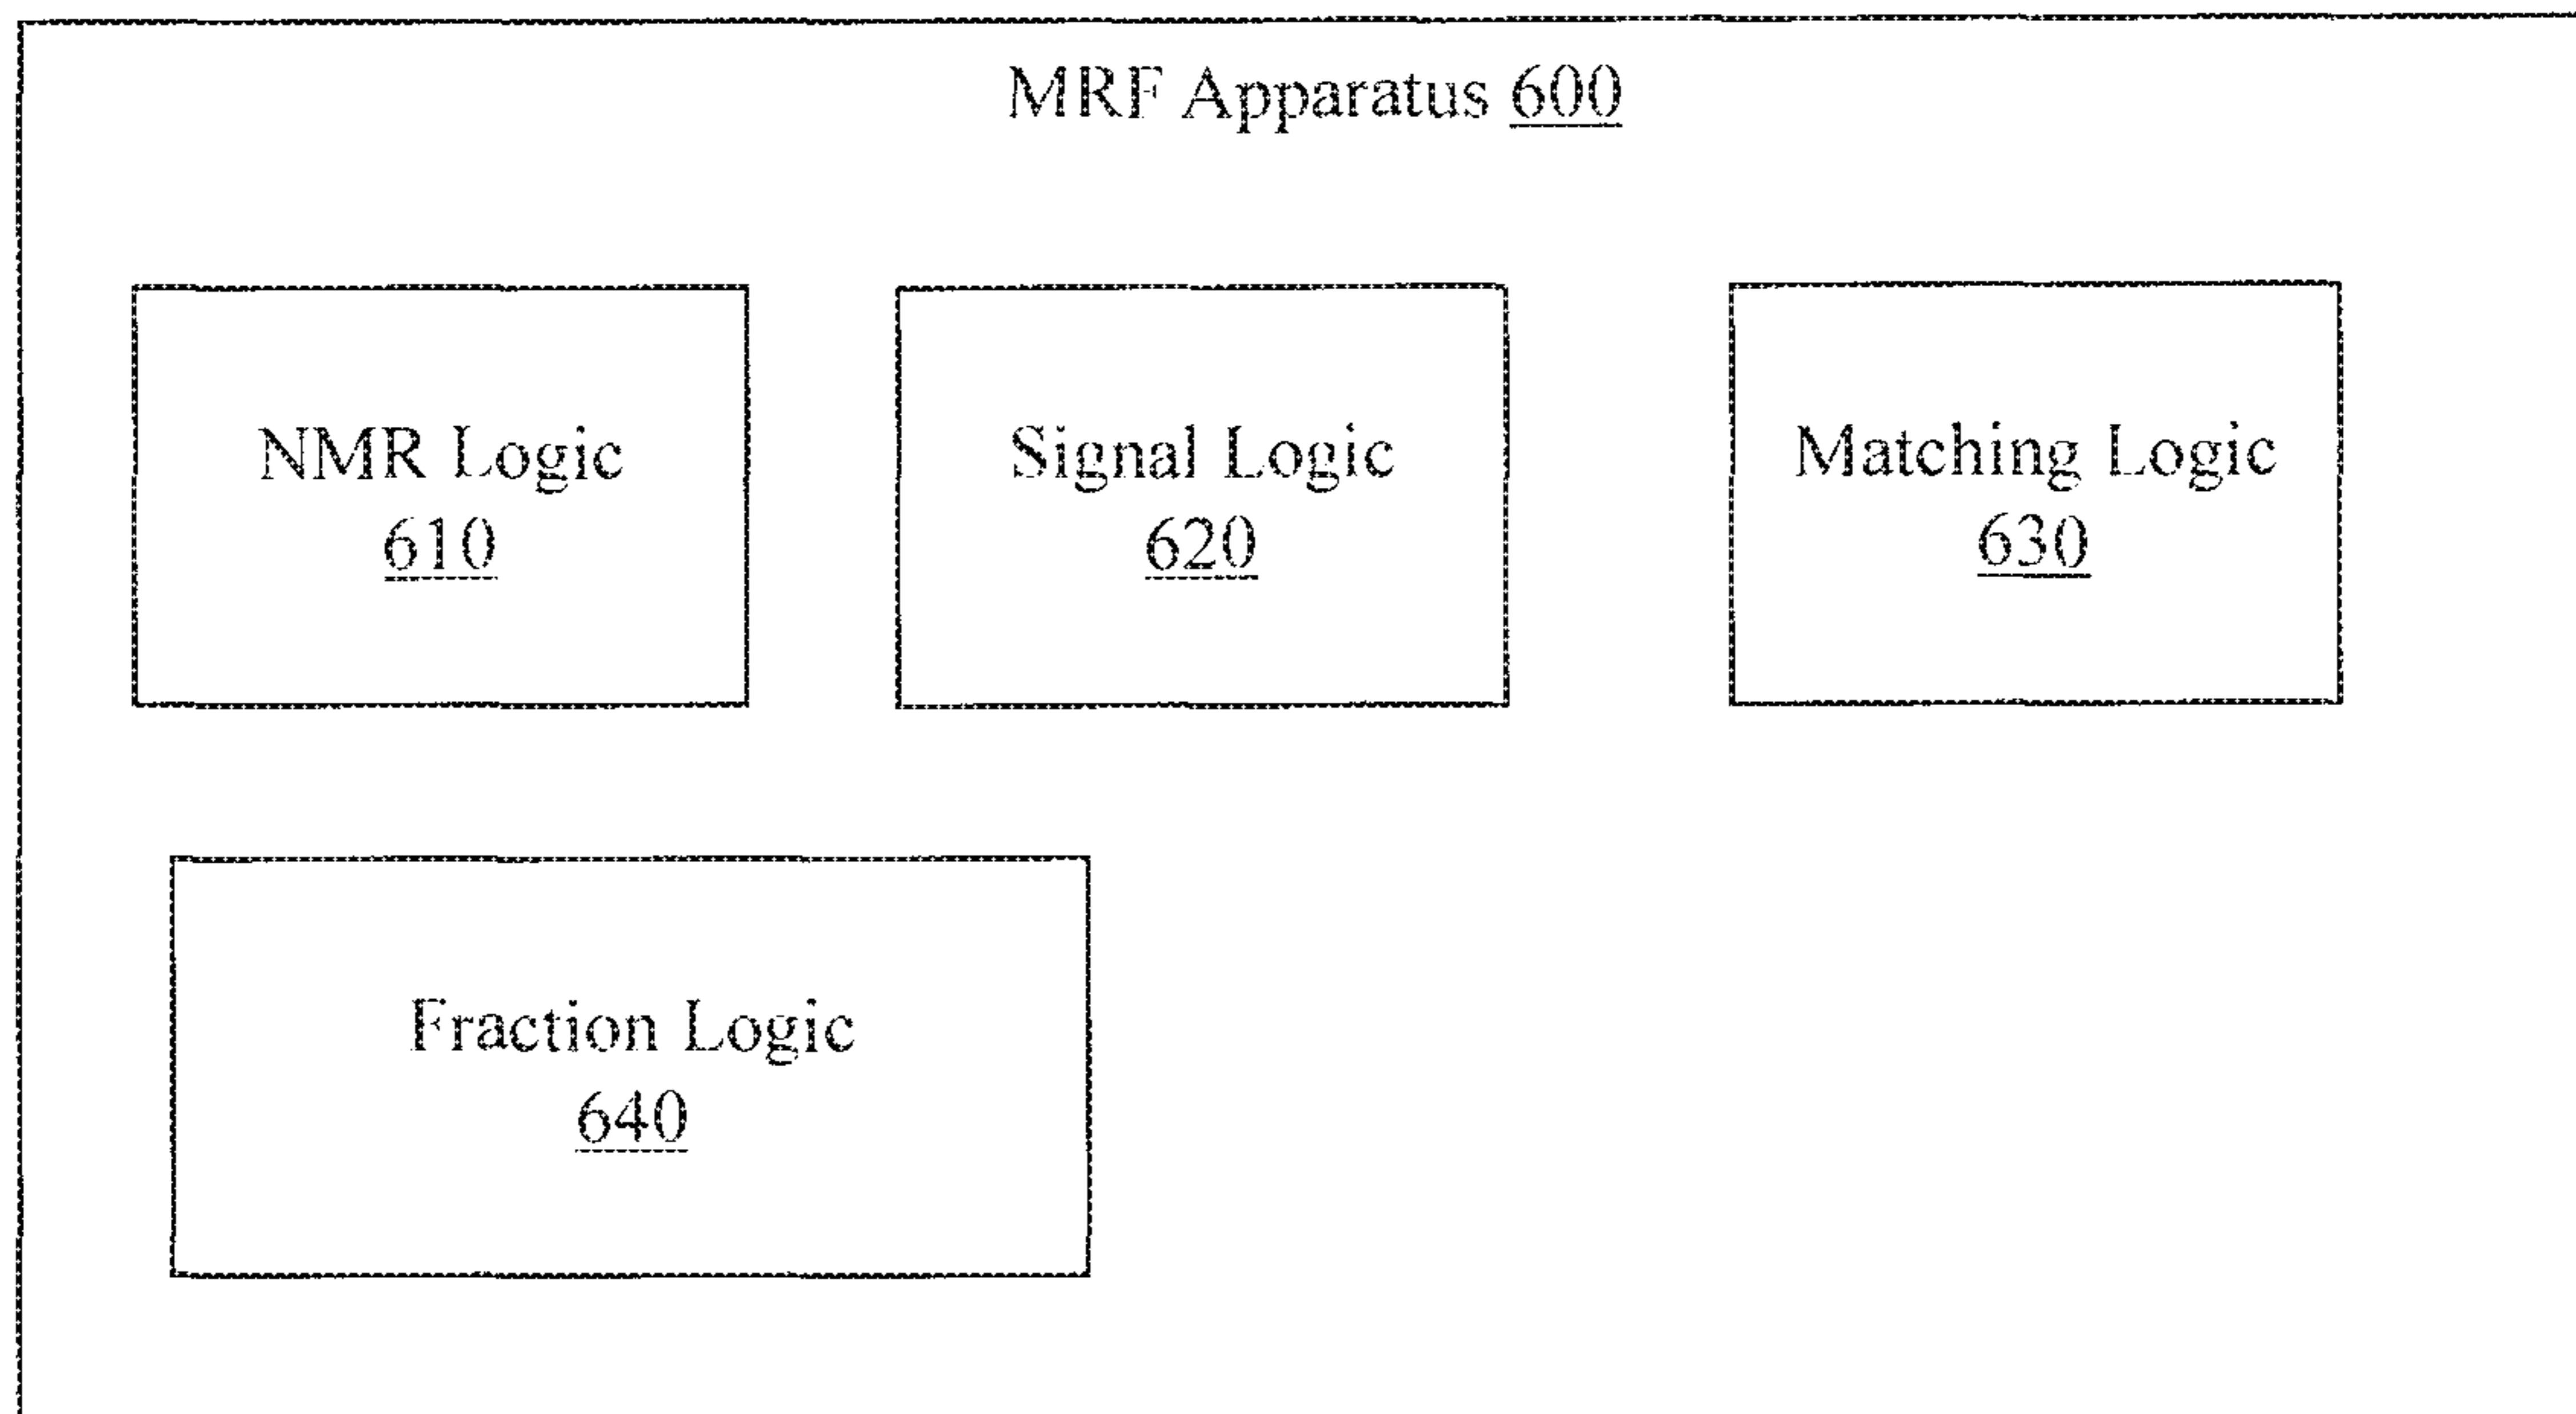 MRF Apparatus 600
NMR Logic
610
Signal Logic
620
Matching Logic
630
Fraction Logic
640